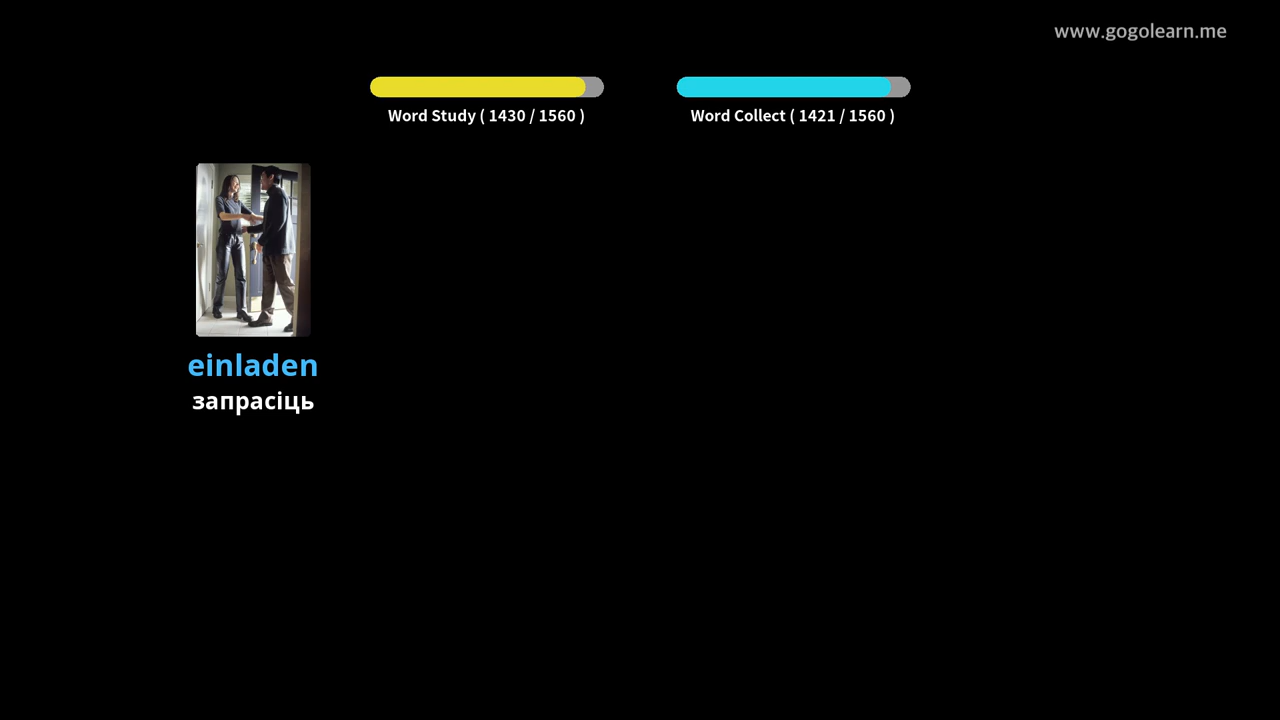 www.gogolearn.me
Word Study ( 1430 / 1560 )
Word Collect ( 1421 / 1560 )
einladen
запрасіць